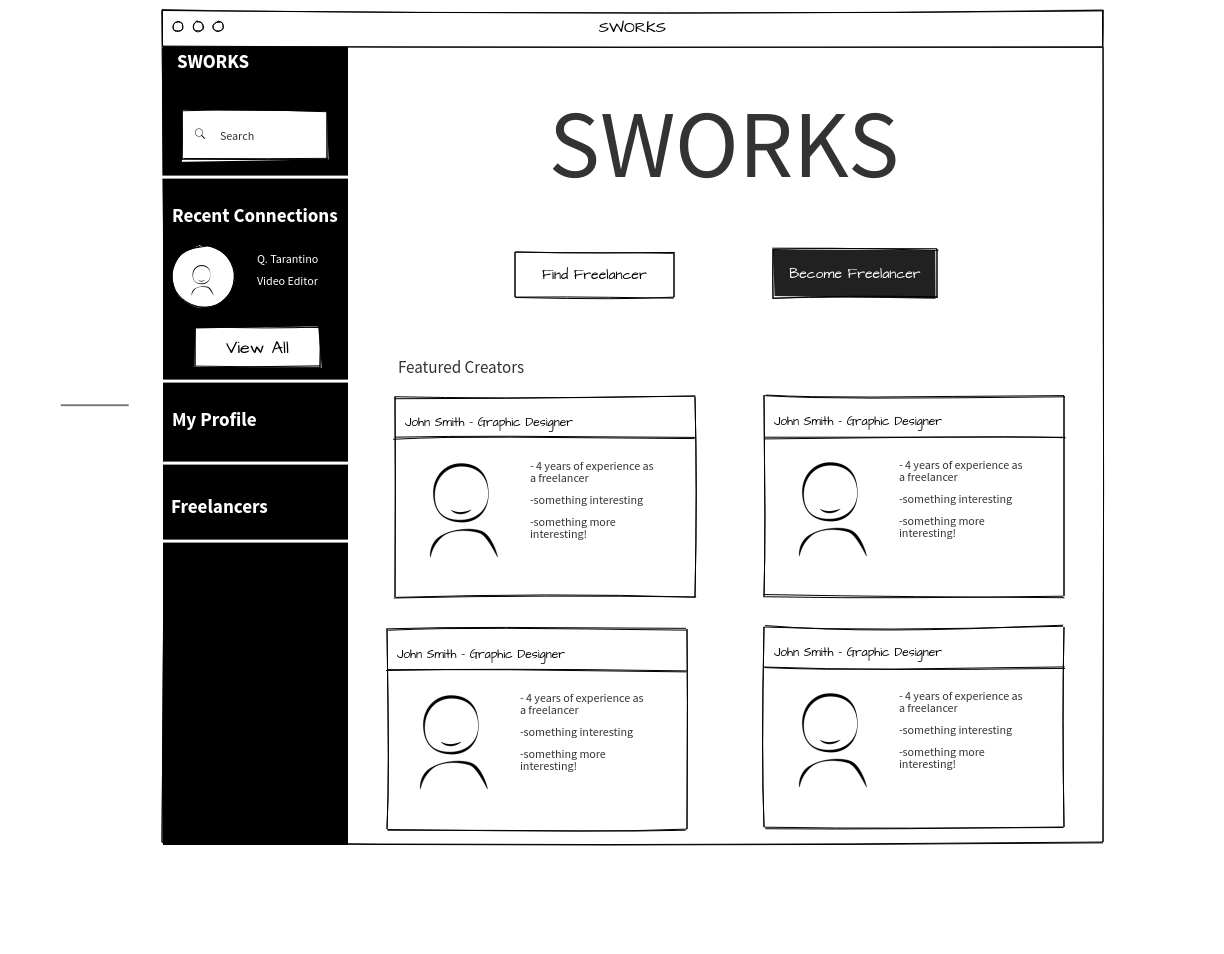 SWORKS
SWORKS
Search
Recent Connections
Q. Tarantino
Video Editor
View All
My Profile
Freelancers
SWORKS
Find Freelancer
Become Freelancer
Featured Creators
John Smith - Graphic Designer
- 4 years of experience as
a freelancer
-something interesting
-something more
interesting!
John Smith - Graphic Designer
- 4 years of experience as
a freelancer
-something interesting
-something more
interesting!
John Smith - Graphic Designer
- 4 years of experience as
a freelancer
-something interesting
-something more
interesting!
John Smith - Graphic Designer
- 4 years of experience as
a freelancer
-something interesting
-something more
interesting!